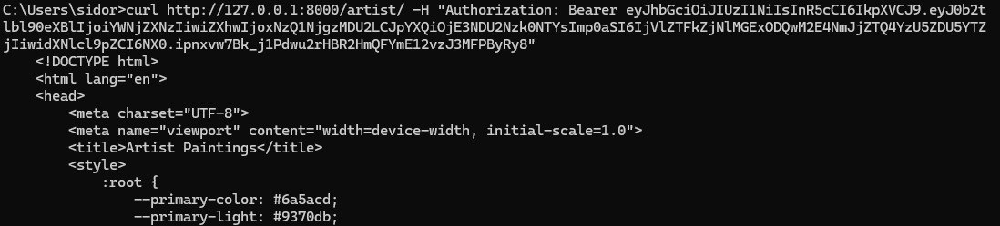 C:\Users\sidor>curl http://127.0.0.1:8000/artist/ -H "Authorization: Bearer eyJhbGciOiJIUzI1NiIsInR5cCI6IkpXVCJ9.eyJ0b2t
lbl90eXBlIjoiYWNjZXNzIiwiZXhwIjoxNzQ1NjgzMDU2LCJpYXQiOjE3NDU2Nzk0NTYsImp0aSI6IjVlZTFkZjNlMGExODQwM2E4NmJjZTQ4YzU5ZDU5YTZ
jIiwidXNlcl9pZCI6NX0.ipnxvw7Bk_j1Pdwu2rHBR2HmQFYmE12vzJ3MFPByRy8"
    <!DOCTYPE html>
    <html lang="en">
    <head>
        <meta charset="UTF-8">
        <meta name="viewport" content="width=device-width, initial-scale=1.0">
        <title>Artist Paintings</title>
        <style>
            :root {
                --primary-color: #6a5acd;
                --primary-light: #9370db;